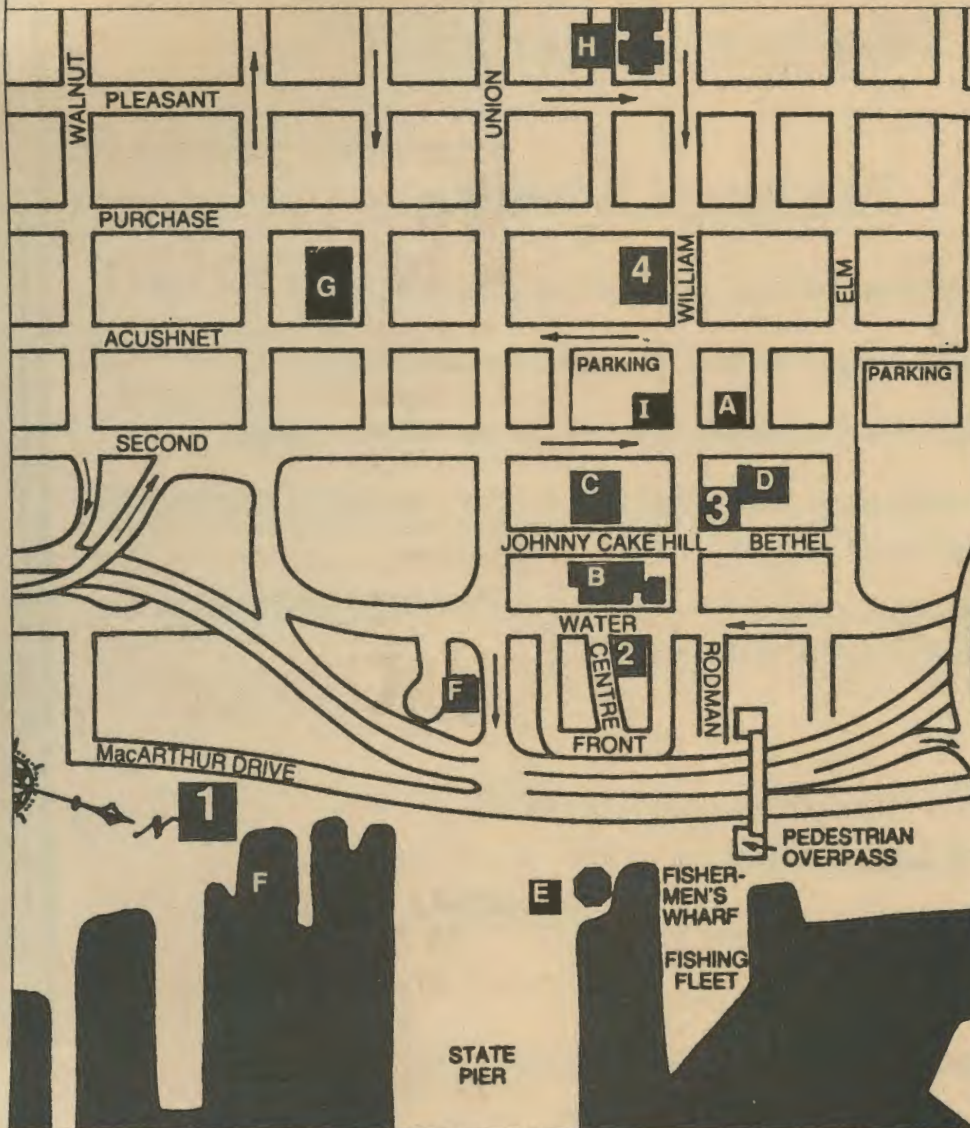 H
WALNUT
PLEASANT
UNION
PURCHASE
G
4
WILLIAM
ELM
ACUSHNET
PARKING
I
A
PARKING
SECOND
C
3
D
JOHNNY CAKE HILL
BETHEL
B
WATER
CENTRE
2
RODMAN
F
FRONT
MacARTHUR DRIVE
1
PEDESTRIAN
OVERPASS
F
E
FISHER-
MEN'S
WHARF
FISHING
FLEET
STATE
PIER